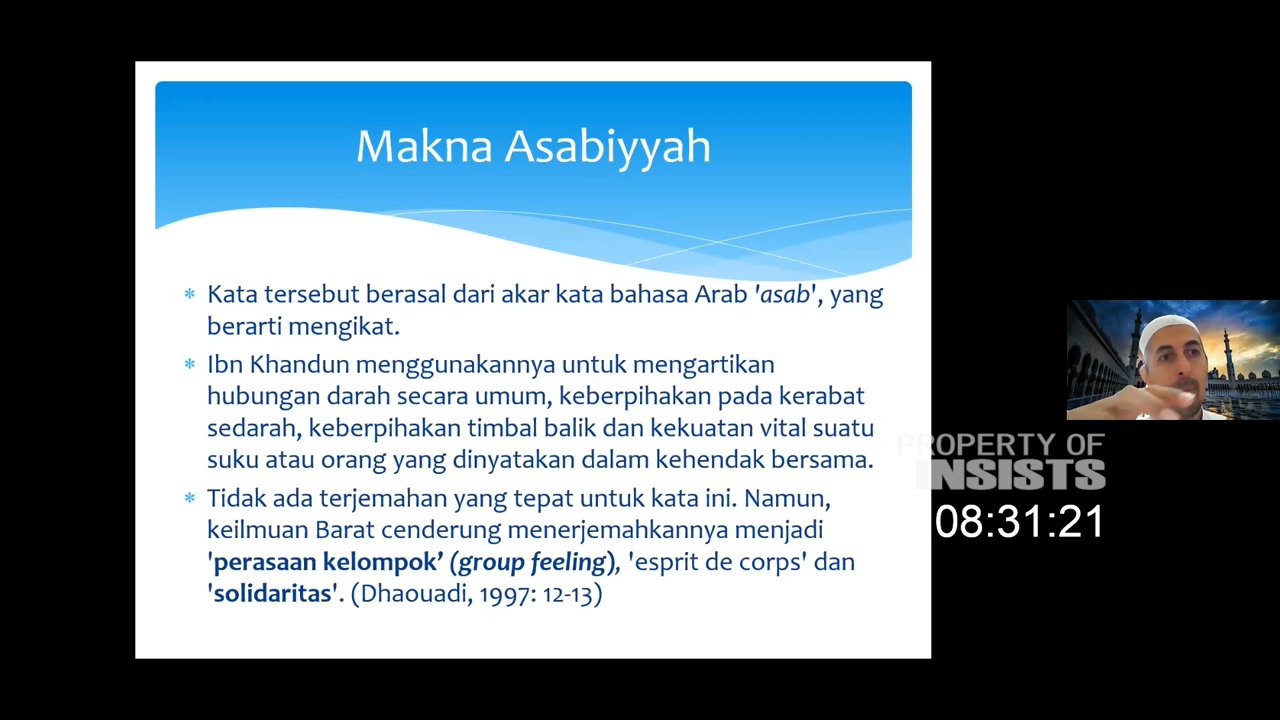 Makna Asabiyyah
* Kata tersebut berasal dari akar kata bahasa Arab 'asab', yang
berarti mengikat.
* Ibn Khandun menggunakannya untuk mengartikan
hubungan darah secara umum, keberpihakan pada kerabat
sedarah, keberpihakan timbal balik dan kekuatan vital suatu
suku atau orang yang dinyatakan dalam kehendak bersama.
* Tidak ada terjemahan yang tepat untuk kata ini. Namun,
keilmuan Barat cenderung menerjemahkannya menjadi
'perasaan kelompok’ (group feeling), 'esprit de corps' dan
'solidaritas'. (Dhaouadi, 1997: 12-13)
PROPERTY OF
INSISTS
08:31:21